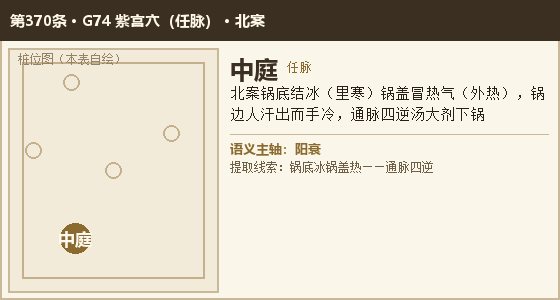 第370条·G74 紫宫六（任脉）·北案
桩位图（本表自绘）
中庭
中庭 任脉
北案锅底结冰（里寒）锅盖冒热气（外热），锅
边人汗出而手冷，通脉四逆汤大剂下锅
语义主轴：阳衰
提取线索：锅底冰锅盖热——通脉四逆